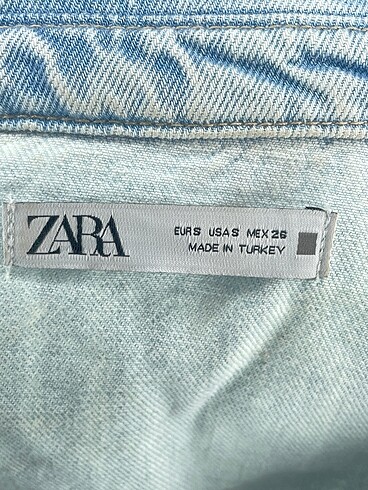 ZARA
EUR S USA S MEX 26
MADE IN TURKEY